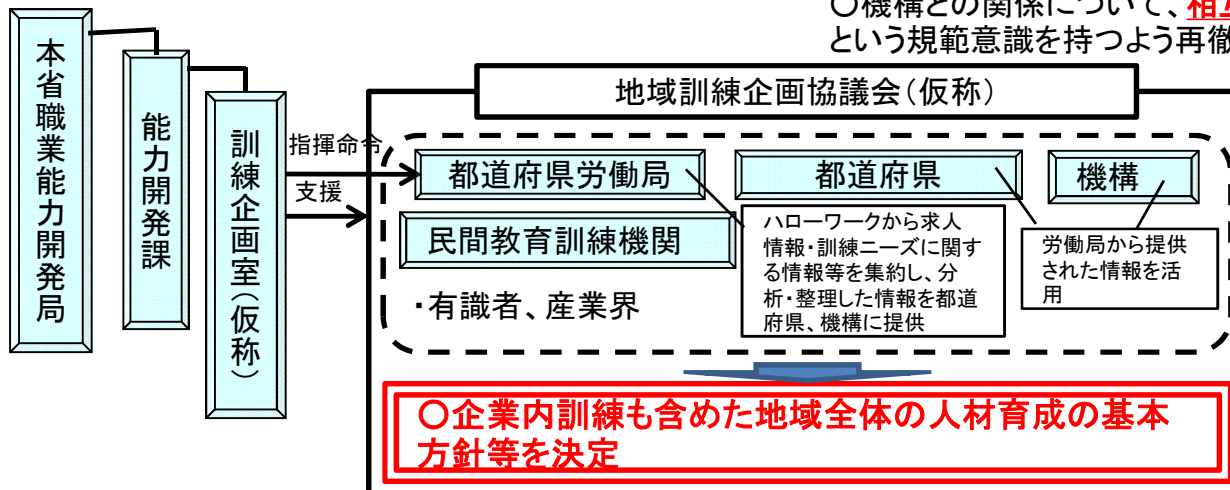 〇機構との関係について、相互
という規範意識を持つよう再徹
本省職業能力開発局
能力開発課
訓練企画室(仮称)
指揮命令
支援
地域訓練企画協議会(仮称)
都道府県労働局
都道府県
機構
民間教育訓練機関
・有識者、産業界
ハローワークから求人
情報・訓練ニーズに関す
る情報等を集約し、分
析・整理した情報を都道
府県、機構に提供
労働局から提供
された情報を活
用
〇企業内訓練も含めた地域全体の人材育成の基本
方針等を決定